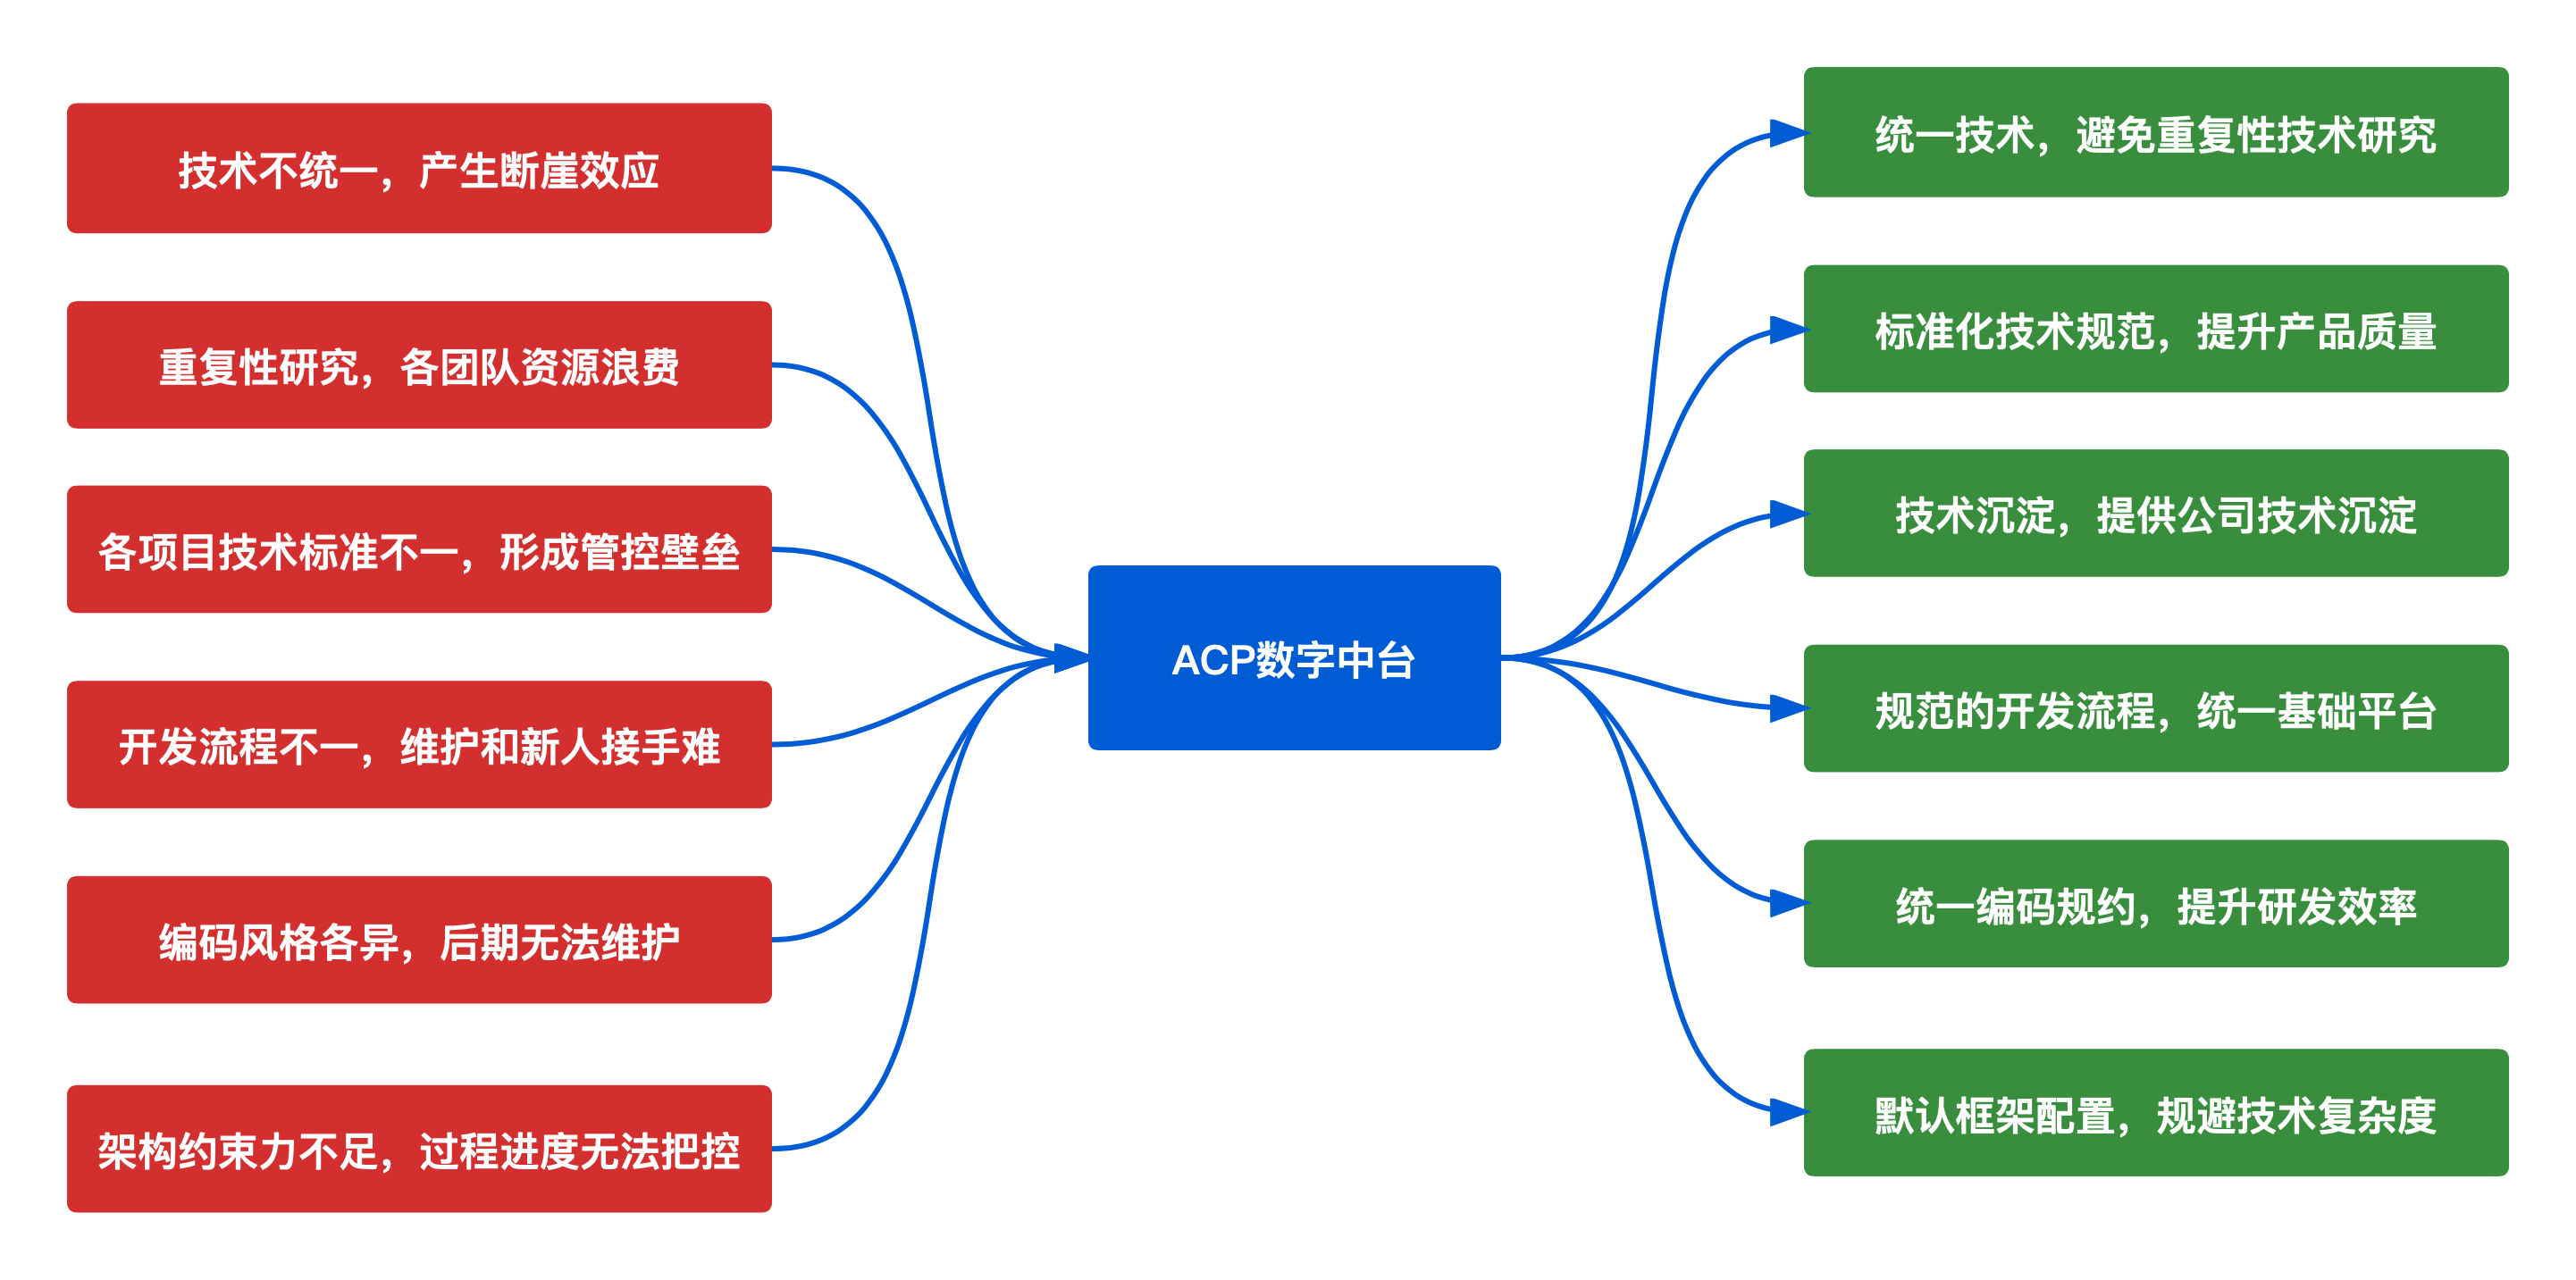 技术不统一，产生断崖效应
重复性研究，各团队资源浪费
各项目技术标准不一，形成管控壁垒
开发流程不一，维护和新人接手难
编码风格各异，后期无法维护
架构约束力不足，过程进度无法把控
ACP数字中台
统一技术，避免重复性技术研究
标准化技术规范，提升产品质量
技术沉淀，提供公司技术沉淀
规范的开发流程，统一基础平台
统一编码规约，提升研发效率
默认框架配置，规避技术复杂度